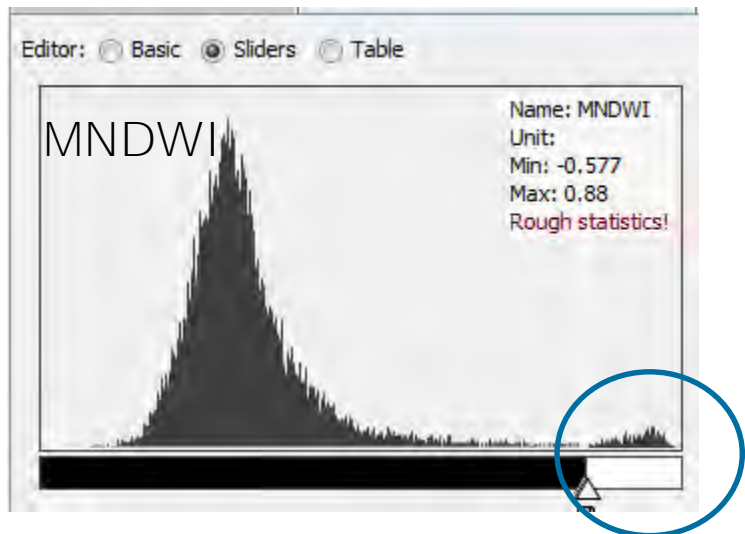 Editor: Basic Sliders Table
MNDWI
Name: MNDWI
Unit:
Min: -0.577
Max: 0.88
Rough statistics!